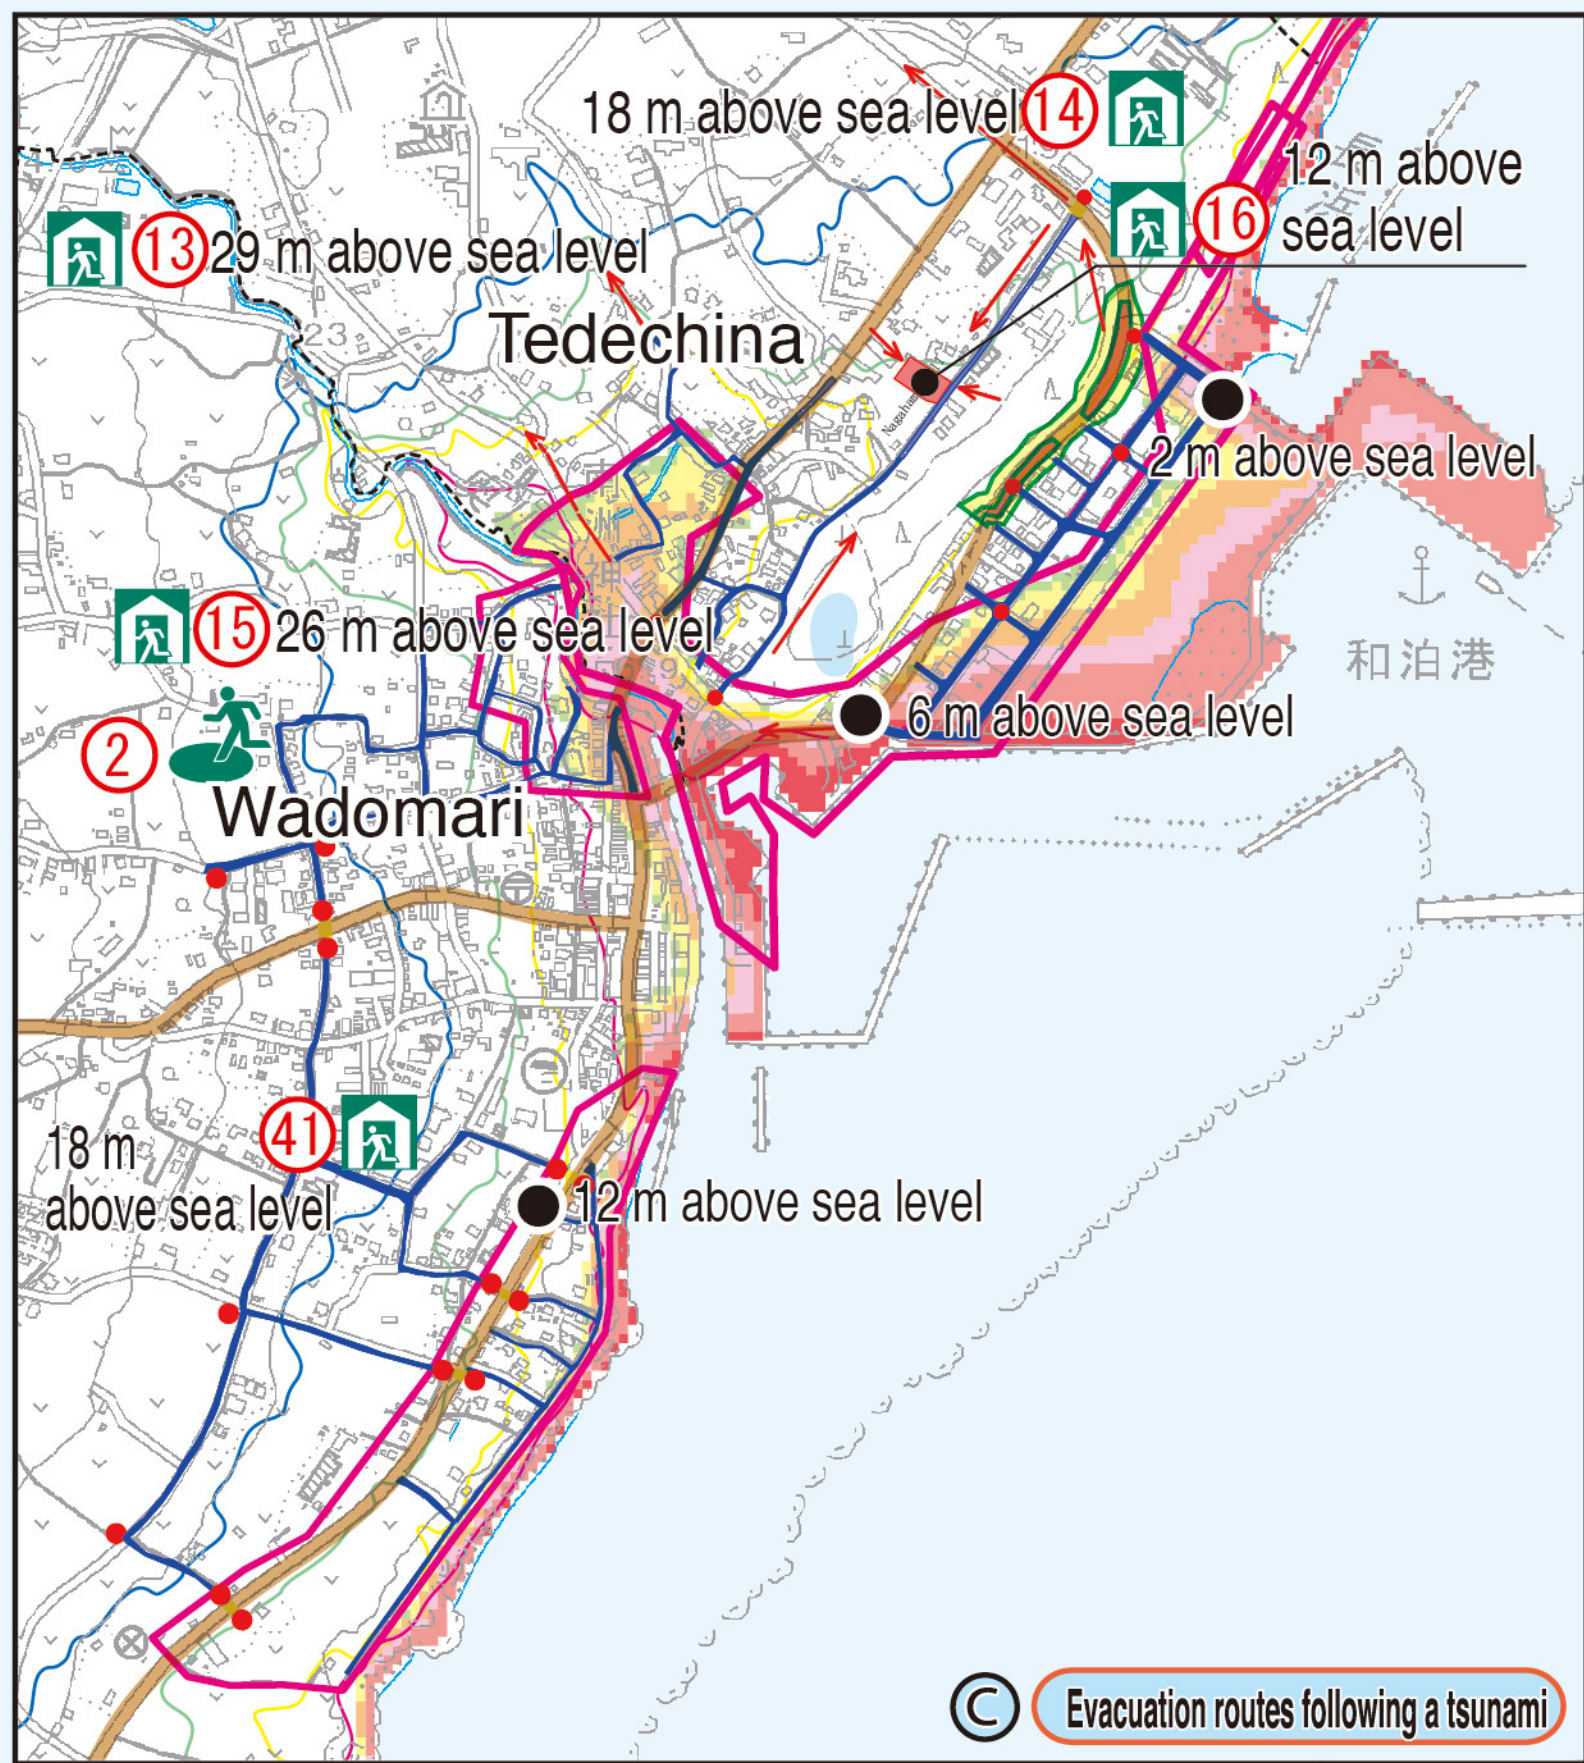 18 m above sea level 14
12 m above
16 sea level
13 29 m above sea level
23
Tedechina
2 m above sea level
15 26 m above sea level
和泊港
6 m above sea level
2
Wadomari
41
18 m
above sea level
12 m above sea level
C Evacuation routes following a tsunami